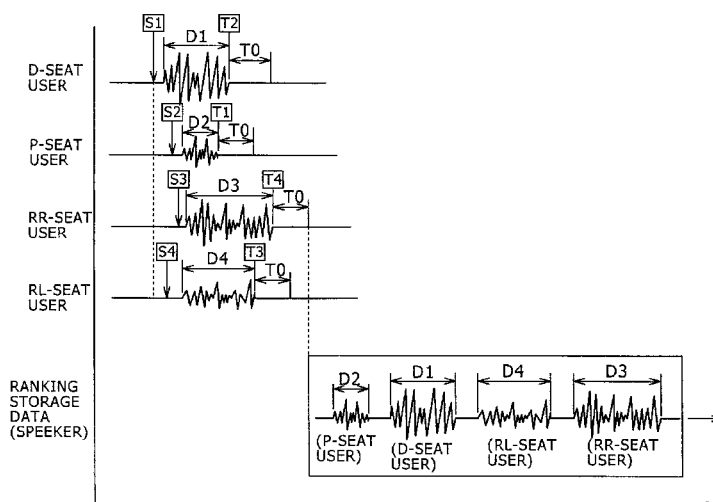 S1
T2
D1
T0
D-SEAT
USER
S2
D2
T1
T0
P-SEAT
USER
S3
D3
T4
T0
RR-SEAT
USER
S4
D4
T3
T0
RL-SEAT
USER
RANKING
STORAGE
DATA
(SPEEKER)
D2
D1
D4
D3
(P-SEAT
USER)
(D-SEAT
USER)
(RL-SEAT
USER)
(RR-SEAT
USER)